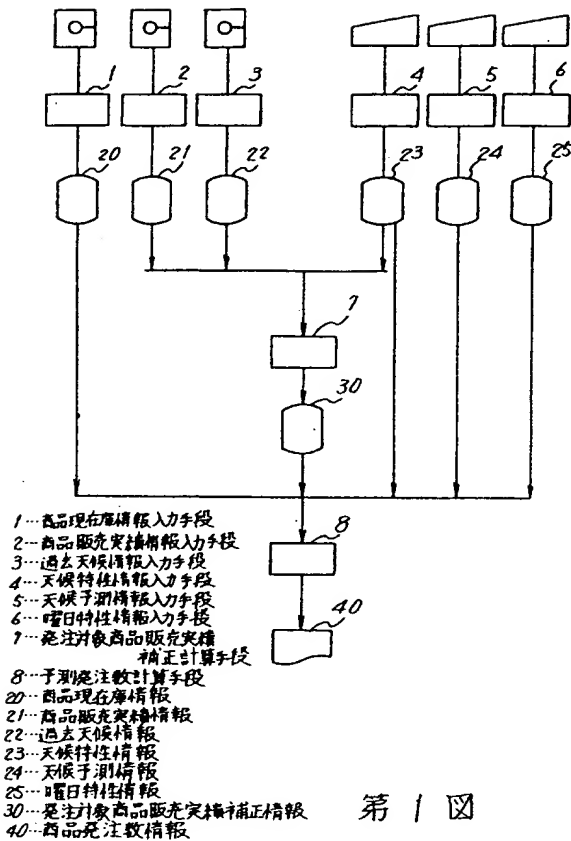 1
2
3
4
5
6
20
21
22
23
24
25
7
30
8
40
1…商品現在庫情報入力手段
2…商品販売実績情報入力手段
3…過去天候情報入力手段
4…天候特性情報入力手段
5…天候予測情報入力手段
6…曜日特性情報入力手段
7…発注対象商品販売実績
補正計算手段
8…予測発注数計算手段
20…商品現在庫情報
21…商品販売実績情報
22…過去天候情報
23…天候特性情報
24…天候予測情報
25…曜日特性情報
30…発注対象商品販売実績補正情報
40…商品発注数情報
第1図